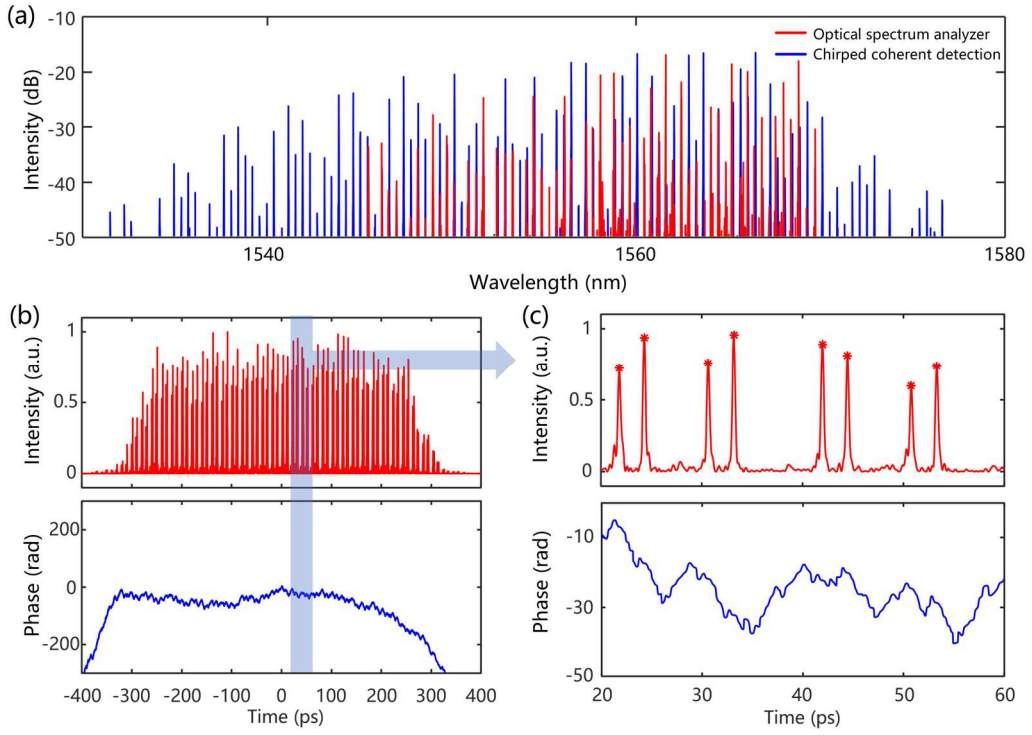 (a)
Intensity (dB)
-10
-20
-30
-40
-50
Optical spectrum analyzer
Chirped coherent detection
1540
1560
1580
Wavelength (nm)
(b)
Intensity (a.u.)
1
0.5
0
Phase (rad)
200
0
-200
-400 -300 -200 -100 0 100 200 300 400
Time (ps)
(c)
Intensity (a.u.)
1
0.5
0
Phase (rad)
-10
-30
-50
20 30 40 50 60
Time (ps)